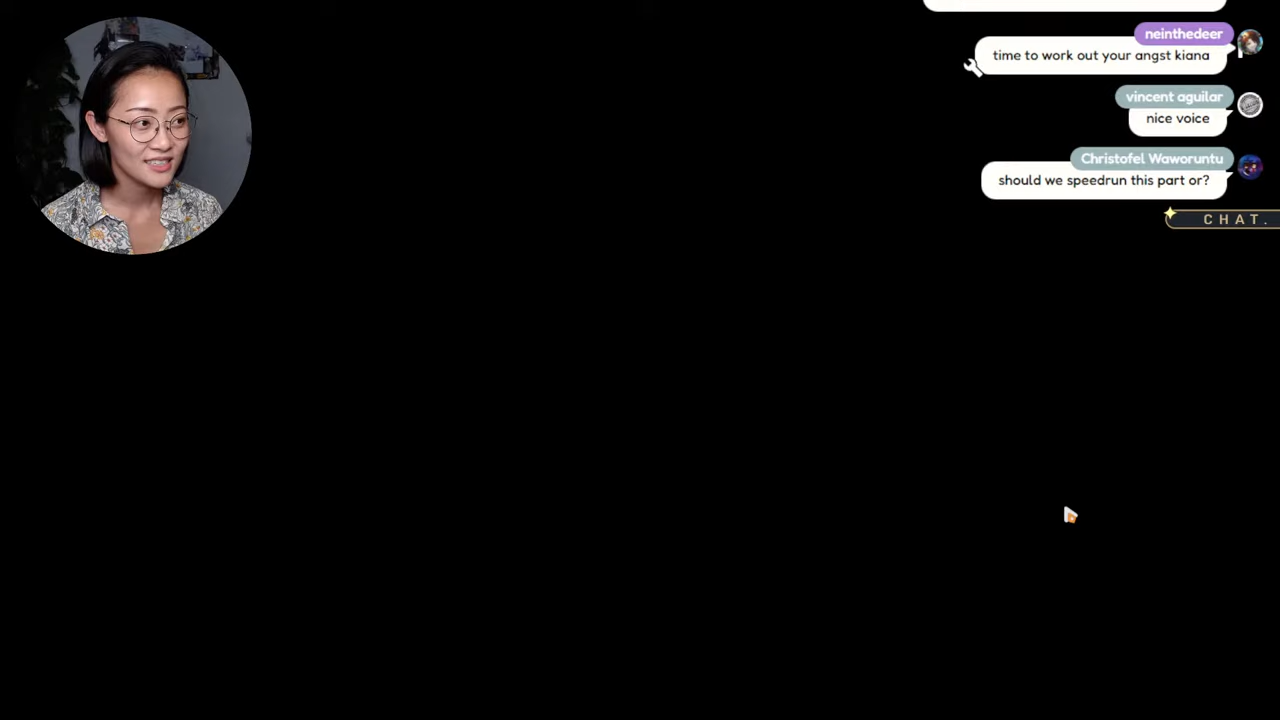 neinthedeer
time to work out your angst kiana
vincent aguilar
nice voice
Christofel Waworuntu
should we speedrun this part or?
CHAT.